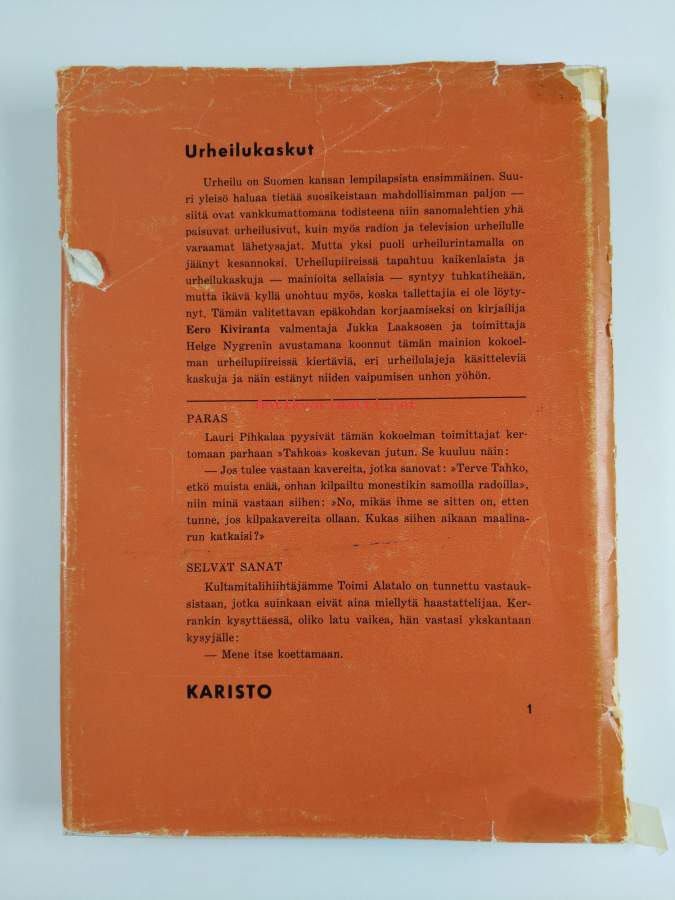 Urheilukaskut
Urheilu on Suomen kansan lempilapsista ensimmäinen. Suu-
ri yleisö haluaa tietää suosikeistaan mahdollisimman paljon —
siitä ovat vankkumattomana todisteena niin sanomalehtien yhä
paisuvat urheilusivut, kuin myös radion ja television urheilulle
varaamat lähetysajat. Mutta yksi puoli urheilurintamalla on
jäänyt kesannoksi. Urheilupiireissä tapahtuu kaikenlaista ja
urheilukaskuja — mainioita sellaisia — syntyy tuhkatiheään,
mutta ikävä kyllä unohtuu myös, koska tallettajia ei ole löyty-
nyt. Tämän valitettavan epäkohdan korjaamiseksi on kirjailija
Eero Kiviranta valmentaja Jukka Laaksosen ja toimittaja
Helge Nygrenin avustamana koonnut tämän mainion kokoel-
man urheilupiireissä kiertäviä, eri urheilulajeja käsitteleviä
kaskuja ja näin estänyt niiden vaipumisen unhon yöhön.
antikvariaatti.net
PARAS
Lauri Pihkalaa pyysivät tämän kokoelman toimittajat ker-
tomaan parhaan »Tahkoa» koskevan jutun. Se kuuluu näin:
— Jos tulee vastaan kavereita, jotka sanovat: »Terve Tahko,
etkö muista enää, onhan kilpailtu monestikin samoilla radoilla»,
niin minä vastaan siihen: »No, mikäs ihme se sitten on, etten
tunne, jos kilpakavereita ollaan. Kukas siihen aikaan maalina-
run katkaisi?»
SELVÄT SANAT
Kultamitalihiihtäjämme Toimi Alatalo on tunnettu vastauk-
sistaan, jotka suinkaan eivät aina miellytä haastattelijaa. Ker-
rankin kysyttäessä, oliko latu vaikea, hän vastasi ykskantaan
kysyjälle:
— Mene itse koettamaan.
KARISTO
1